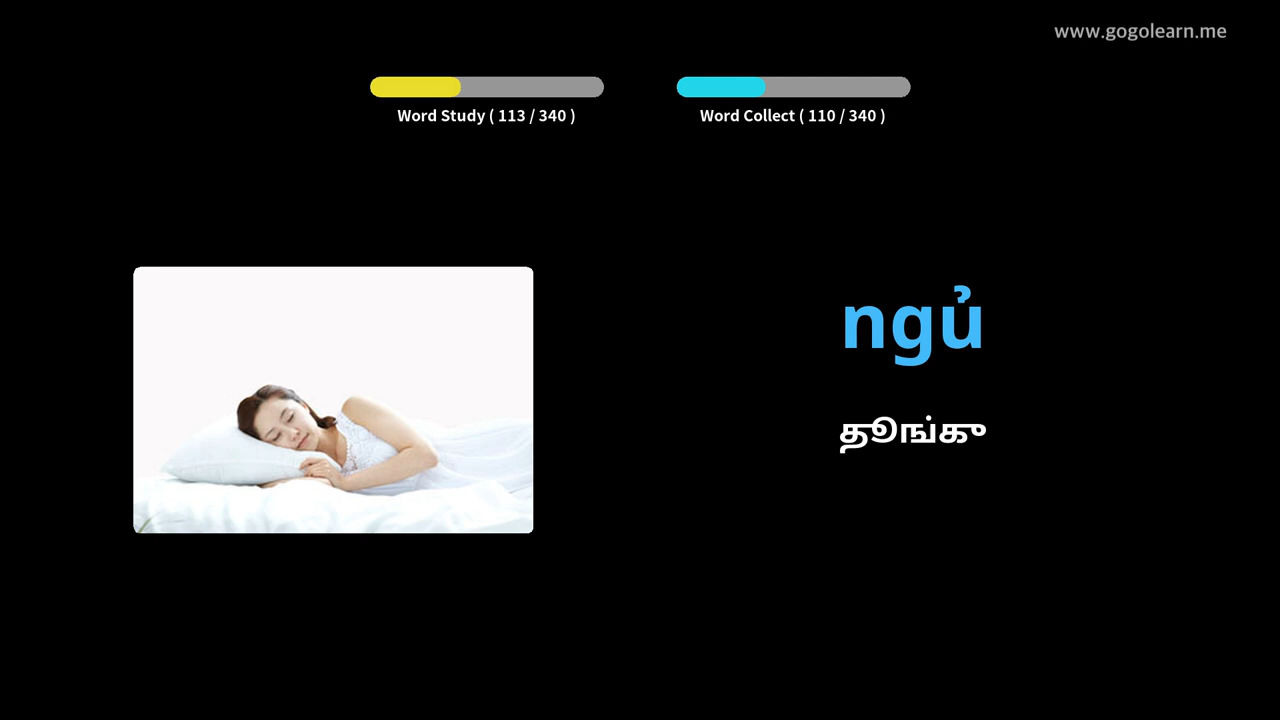 www.gogolearn.me
Word Study ( 113 / 340 )
Word Collect ( 110 / 340 )
ngủ
தூங்கு